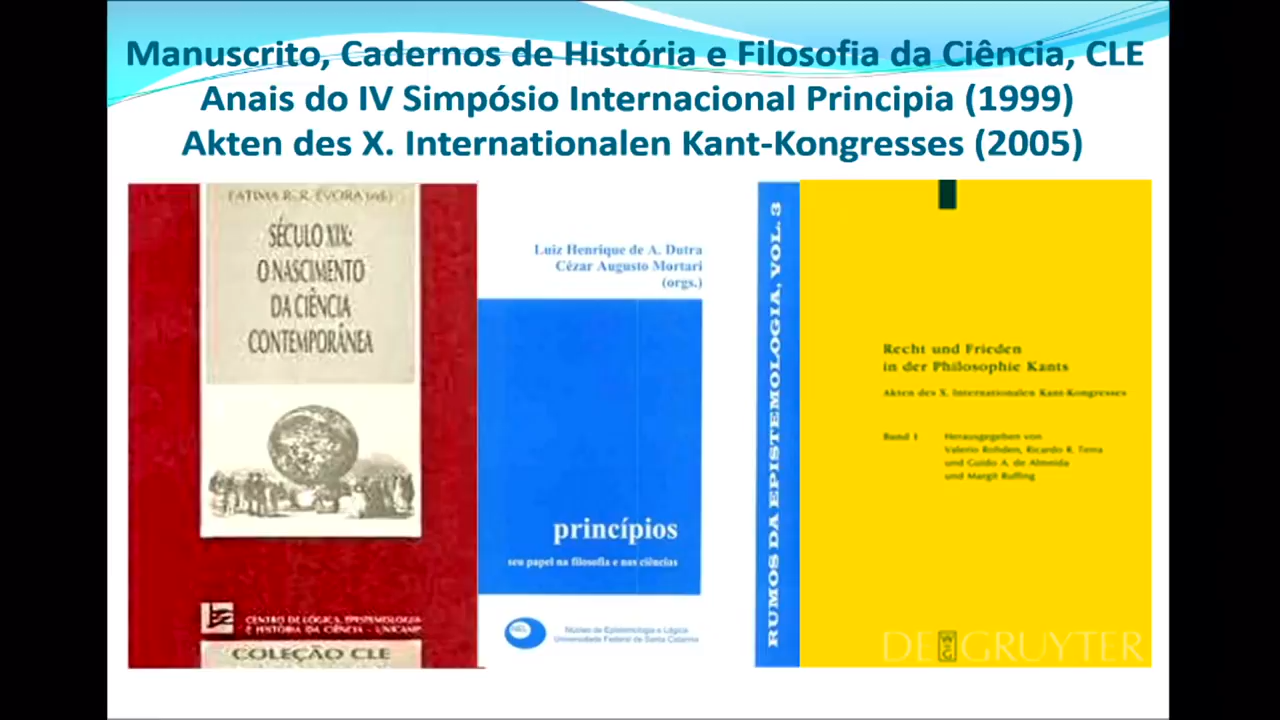 Manuscrito, Cadernos de História e Filosofia da Ciência, CLE
Anais do IV Simpósio Internacional Principia (1999)
Akten des X. Internationalen Kant-Kongresses (2005)
FÁTIMA R. R. ÉVORA (ed.)
SÉCULO XIX:
O NASCIMENTO
DA CIÊNCIA
CONTEMPORÂNEA
CENTRO DE LÓGICA, EPISTEMOLOGIA
E HISTÓRIA DA CIÊNCIA - UNICAMP
COLEÇÃO CLE
Luiz Henrique de A. Dutra
Cézar Augusto Mortari
(orgs.)
princípios
seu papel na filosofia e nas ciências
Núcleo de Epistemologia e Lógica
Universidade Federal de Santa Catarina
RUMOS DA EPISTEMOLOGIA, VOL. 3
Recht und Frieden
in der Philosophie Kants
Akten des X. Internationalen Kant-Kongresses
Band 1
Herausgegeben von
Valerio Rohden, Ricardo R. Terra
und Guido A. de Almeida
und Margit Ruffing
DE GRUYTER